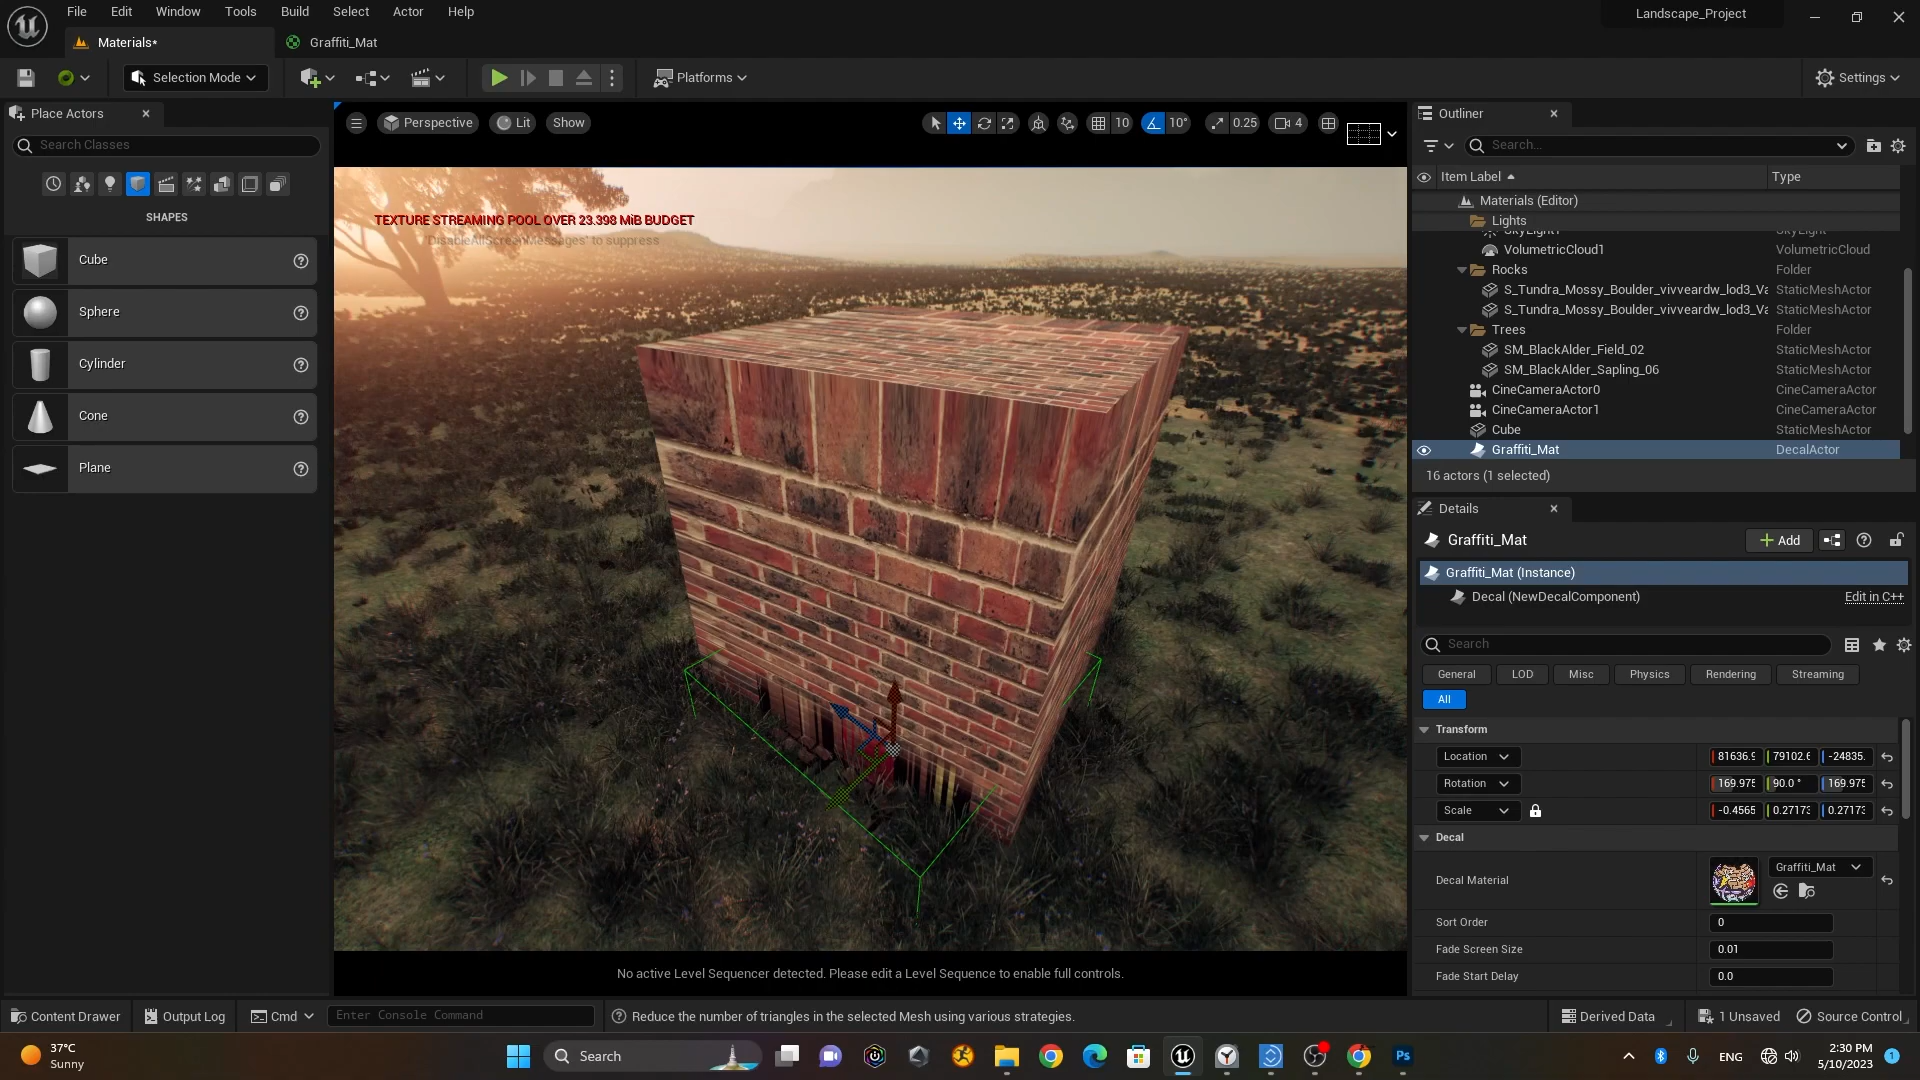 File Edit Window Tools Build Select Actor Help
Landscape_Project
Materials*
Graffiti_Mat
Selection Mode
Platforms
Settings
Place Actors
Search Classes
SHAPES
Cube
Sphere
Cylinder
Cone
Plane
Perspective
Lit
Show
10
10°
0.25
4
TEXTURE STREAMING POOL OVER 23.398 MiB BUDGET
DisableAllScreenMessages' to suppress
No active Level Sequencer detected. Please edit a Level Sequence to enable full controls.
Outliner
Search...
Item Label
Type
Materials (Editor)
Lights
SkyLight1 SkyLight
VolumetricCloud1 VolumetricCloud
Rocks Folder
S_Tundra_Mossy_Boulder_vivveardw_lod3_Va StaticMeshActor
S_Tundra_Mossy_Boulder_vivveardw_lod3_Va StaticMeshActor
Trees Folder
SM_BlackAlder_Field_02 StaticMeshActor
SM_BlackAlder_Sapling_06 StaticMeshActor
CineCameraActor0 CineCameraActor
CineCameraActor1 CineCameraActor
Cube StaticMeshActor
Graffiti_Mat DecalActor
16 actors (1 selected)
Details
Graffiti_Mat
Add
Graffiti_Mat (Instance)
Decal (NewDecalComponent)
Edit in C++
Search
General LOD Misc Physics Rendering Streaming
All
Transform
Location 81636.9 79102.6 -24835.
Rotation 169.975 90.0 ° 169.975
Scale -0.4565 0.27173 0.27173
Decal
Decal Material
Graffiti_Mat
Sort Order 0
Fade Screen Size 0.01
Fade Start Delay 0.0
Content Drawer
Output Log
Cmd
Enter Console Command
Reduce the number of triangles in the selected Mesh using various strategies.
Derived Data
1 Unsaved
Source Control
37°C
Sunny
Search
Ps
ENG
2:30 PM
5/10/2023
1